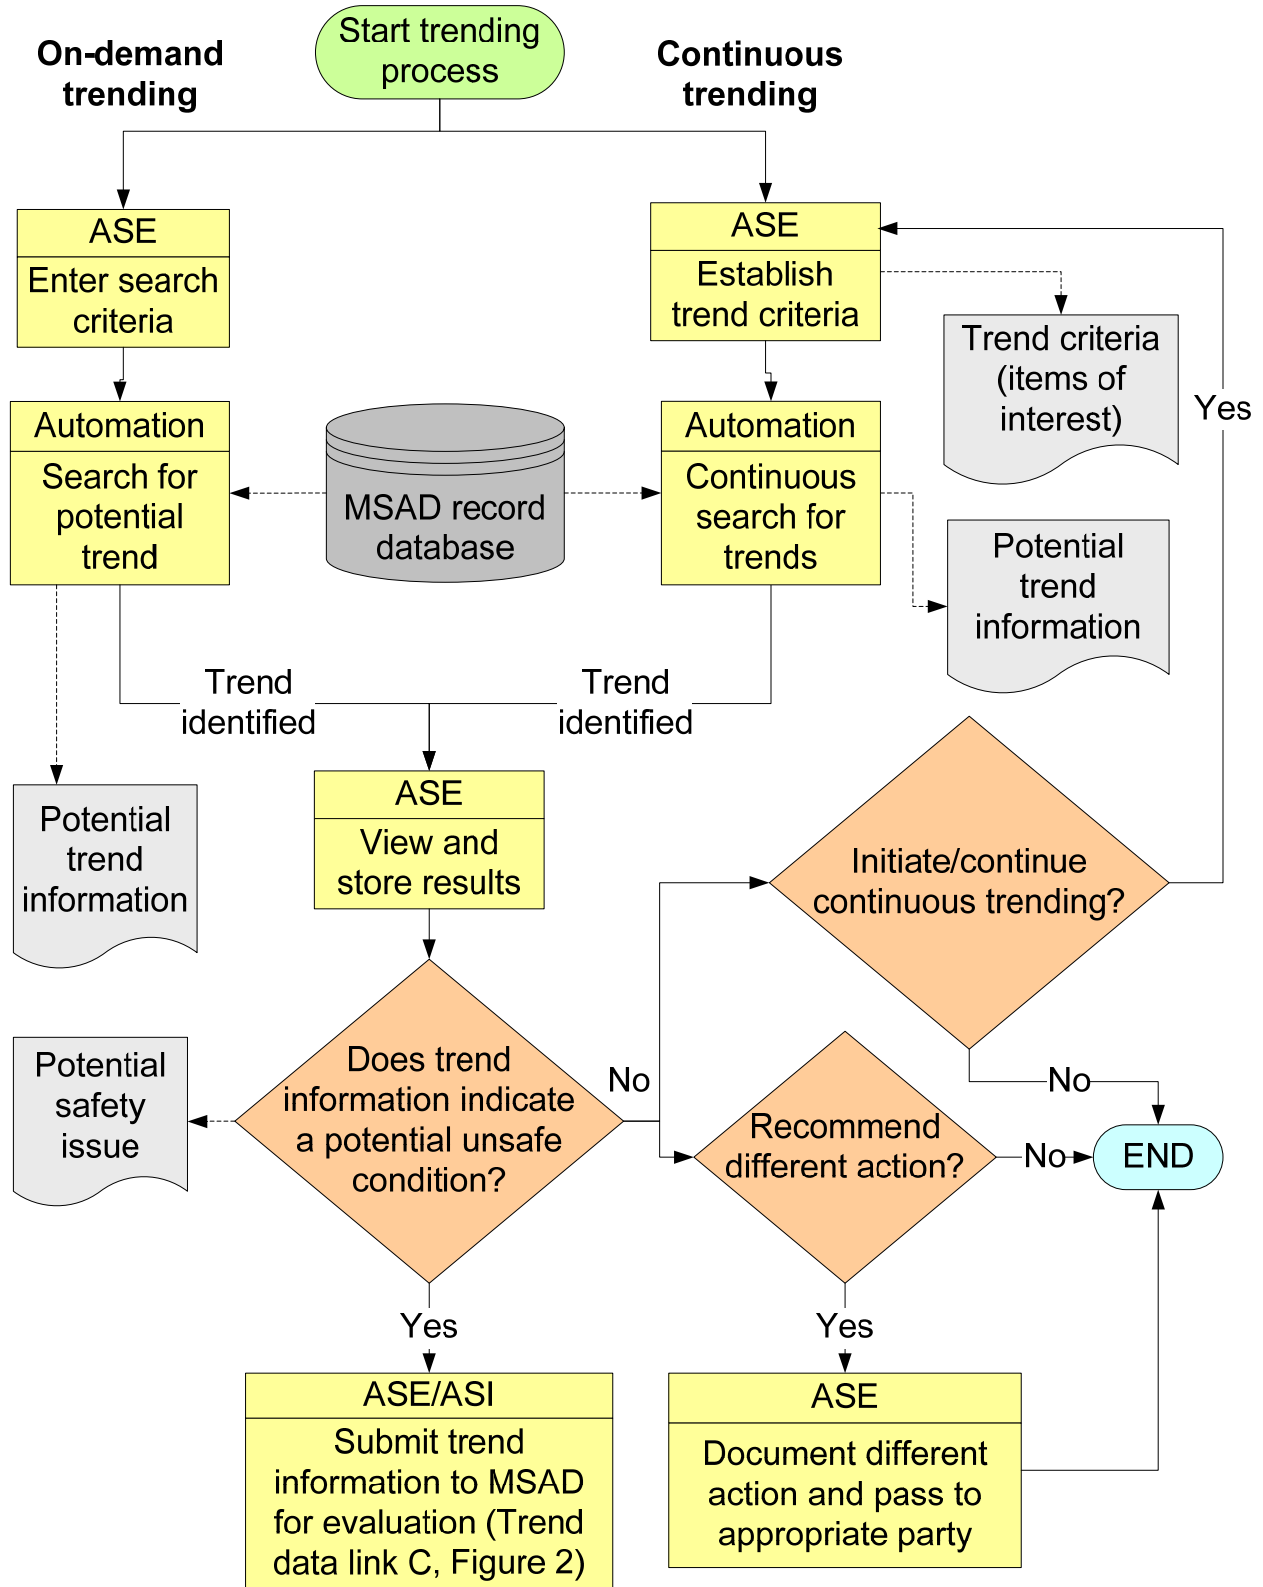 On-demand
trending
Start trending
process
Continuous
trending
ASE
Enter search
criteria
ASE
Establish
trend criteria
Trend criteria
(items of
interest)
Yes
Automation
Search for
potential
trend
MSAD record
database
Automation
Continuous
search for
trends
Potential
trend
information
Trend
identified
Trend
identified
Potential
trend
information
ASE
View and
store results
Initiate/continue
continuous trending?
Potential
safety
issue
Does trend
information indicate
a potential unsafe
condition?
No
Recommend
different action?
No
No
END
Yes
Yes
ASE/ASI
Submit trend
information to MSAD
for evaluation (Trend
data link C, Figure 2)
ASE
Document different
action and pass to
appropriate party